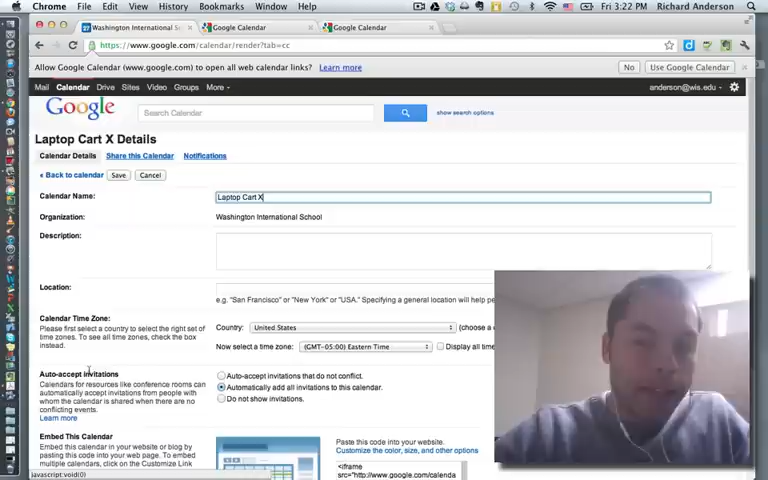 Chrome File Edit View History Bookmarks Window Help Fri 3:22 PM Richard Anderson
Washington International S Google Calendar Google Calendar
https://www.google.com/calendar/render?tab=cc
Allow Google Calendar (www.google.com) to open all web calendar links? Learn more No Use Google Calendar
Mail Calendar Drive Sites Video Groups More anderson@wis.edu
Google Search Calendar show search options
Laptop Cart X Details
Calendar Details Share this Calendar Notifications
« Back to calendar Save Cancel
Calendar Name: Laptop Cart X
Organization: Washington International School
Description:
Location:
e.g. "San Francisco" or "New York" or "USA." Specifying a general location will help pe
Calendar Time Zone:
Please first select a country to select the right set of
time zones. To see all time zones, check the box
instead.
Country: United States (choose a
Now select a time zone: (GMT-05:00) Eastern Time Display all time
Auto-accept invitations
Calendars for resources like conference rooms can
automatically accept invitations from people with
whom the calendar is shared when there are no
conflicting events.
Learn more
Auto-accept invitations that do not conflict.
Automatically add all invitations to this calendar.
Do not show invitations.
Embed This Calendar
Embed this calendar in your website or blog by
pasting this code into your web page. To embed
multiple calendars, click on the Customize Link
Paste this code into your website.
Customize the color, size, and other options
<iframe
src="http://www.google.com/calenda
javascript:void(0)